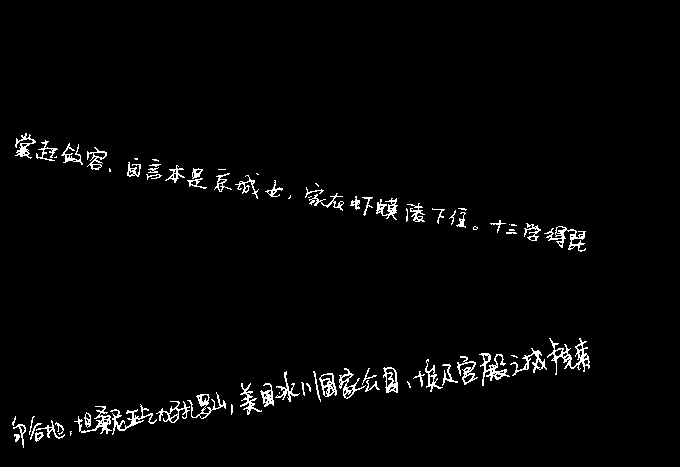 裳起敛容。自言本是京城女，家在虾蟆陵下住。十三学得琵
印合地，坦桑尼亚乞力马扎罗山，美国冰川国家公园、埃及宫殿之城卡克